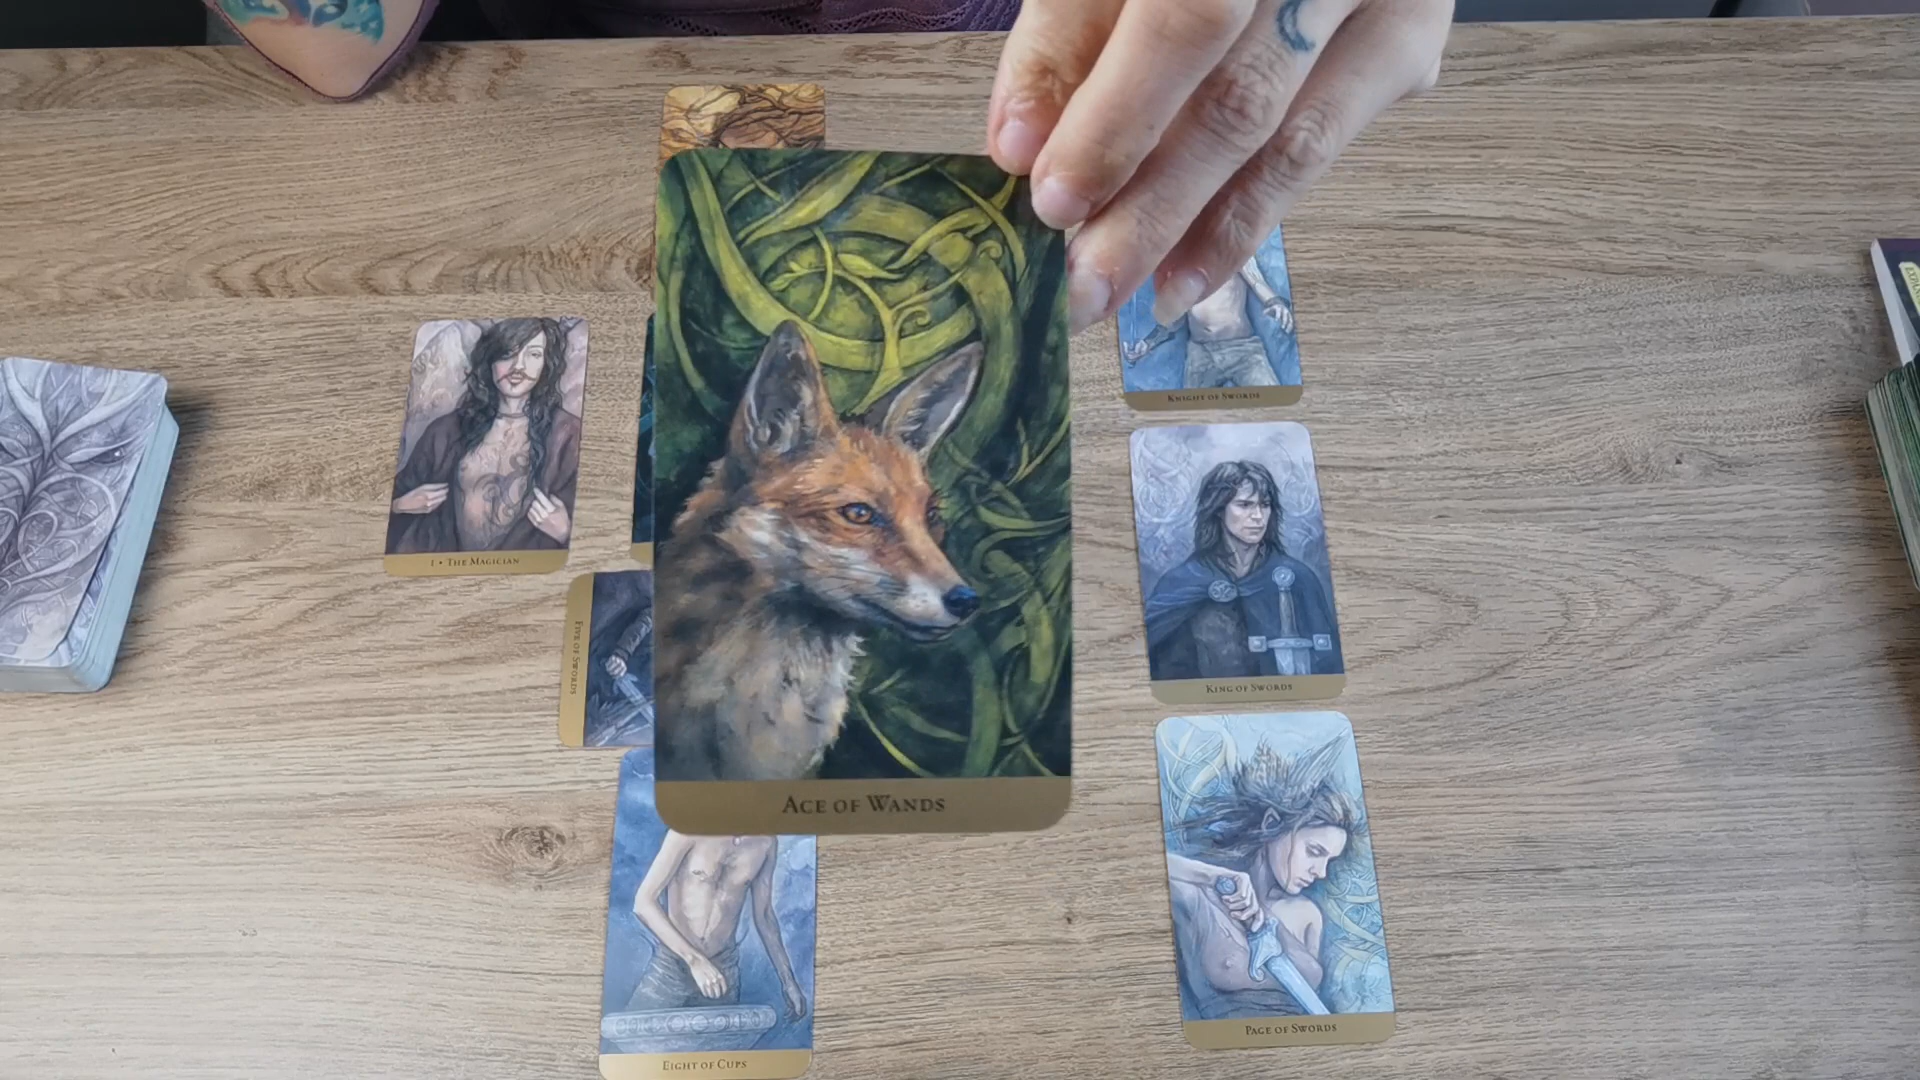 KNIGHT OF SWORDS
I • THE MAGICIAN
FIVE OF SWORDS
KING OF SWORDS
ACE OF WANDS
PAGE OF SWORDS
EIGHT OF CUPS